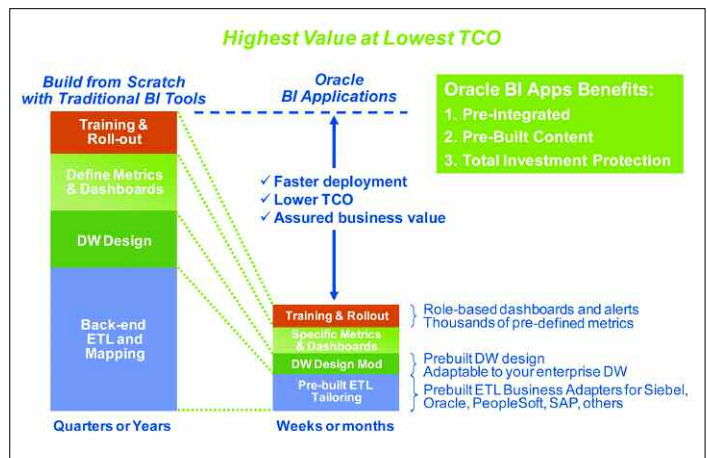 Highest Value at Lowest TCO
Build from Scratch
with Traditional BI Tools
Training &
Roll-out
Define Metrics
& Dashboards
DW Design
Back-end
ETL and
Mapping
Quarters or Years
Oracle
BI Applications
✓ Faster deployment
✓ Lower TCO
✓ Assured business value
Training & Rollout
Specific Metrics
& Dashboards
DW Design Mod
Pre-built ETL
Tailoring
Weeks or months
Oracle BI Apps Benefits:
1. Pre-Integrated
2. Pre-Built Content
3. Total Investment Protection
Role-based dashboards and alerts
Thousands of pre-defined metrics
Prebuilt DW design
Adaptable to your enterprise DW
Prebuilt ETL Business Adapters for Siebel,
Oracle, PeopleSoft, SAP, others